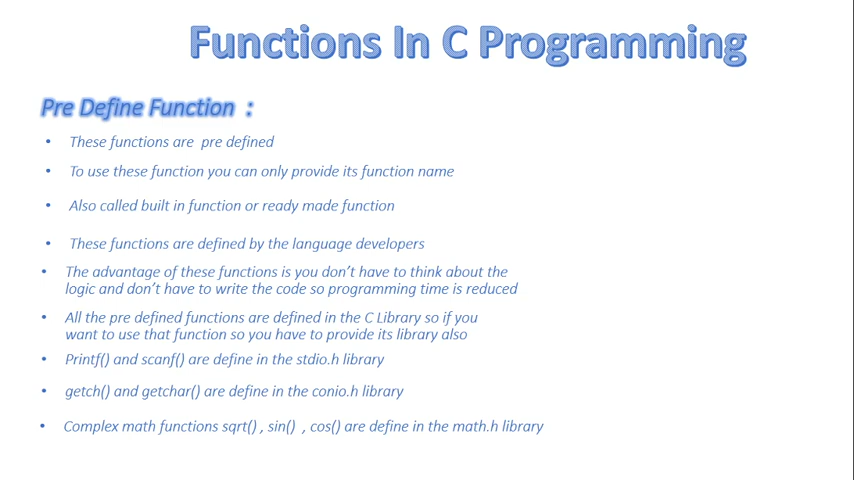 Functions In C Programming
Pre Define Function :
• These functions are pre defined
• To use these function you can only provide its function name
• Also called built in function or ready made function
• These functions are defined by the language developers
• The advantage of these functions is you don't have to think about the
logic and don't have to write the code so programming time is reduced
• All the pre defined functions are defined in the C Library so if you
want to use that function so you have to provide its library also
• Printf() and scanf() are define in the stdio.h library
• getch() and getchar() are define in the conio.h library
• Complex math functions sqrt() , sin() , cos() are define in the math.h library